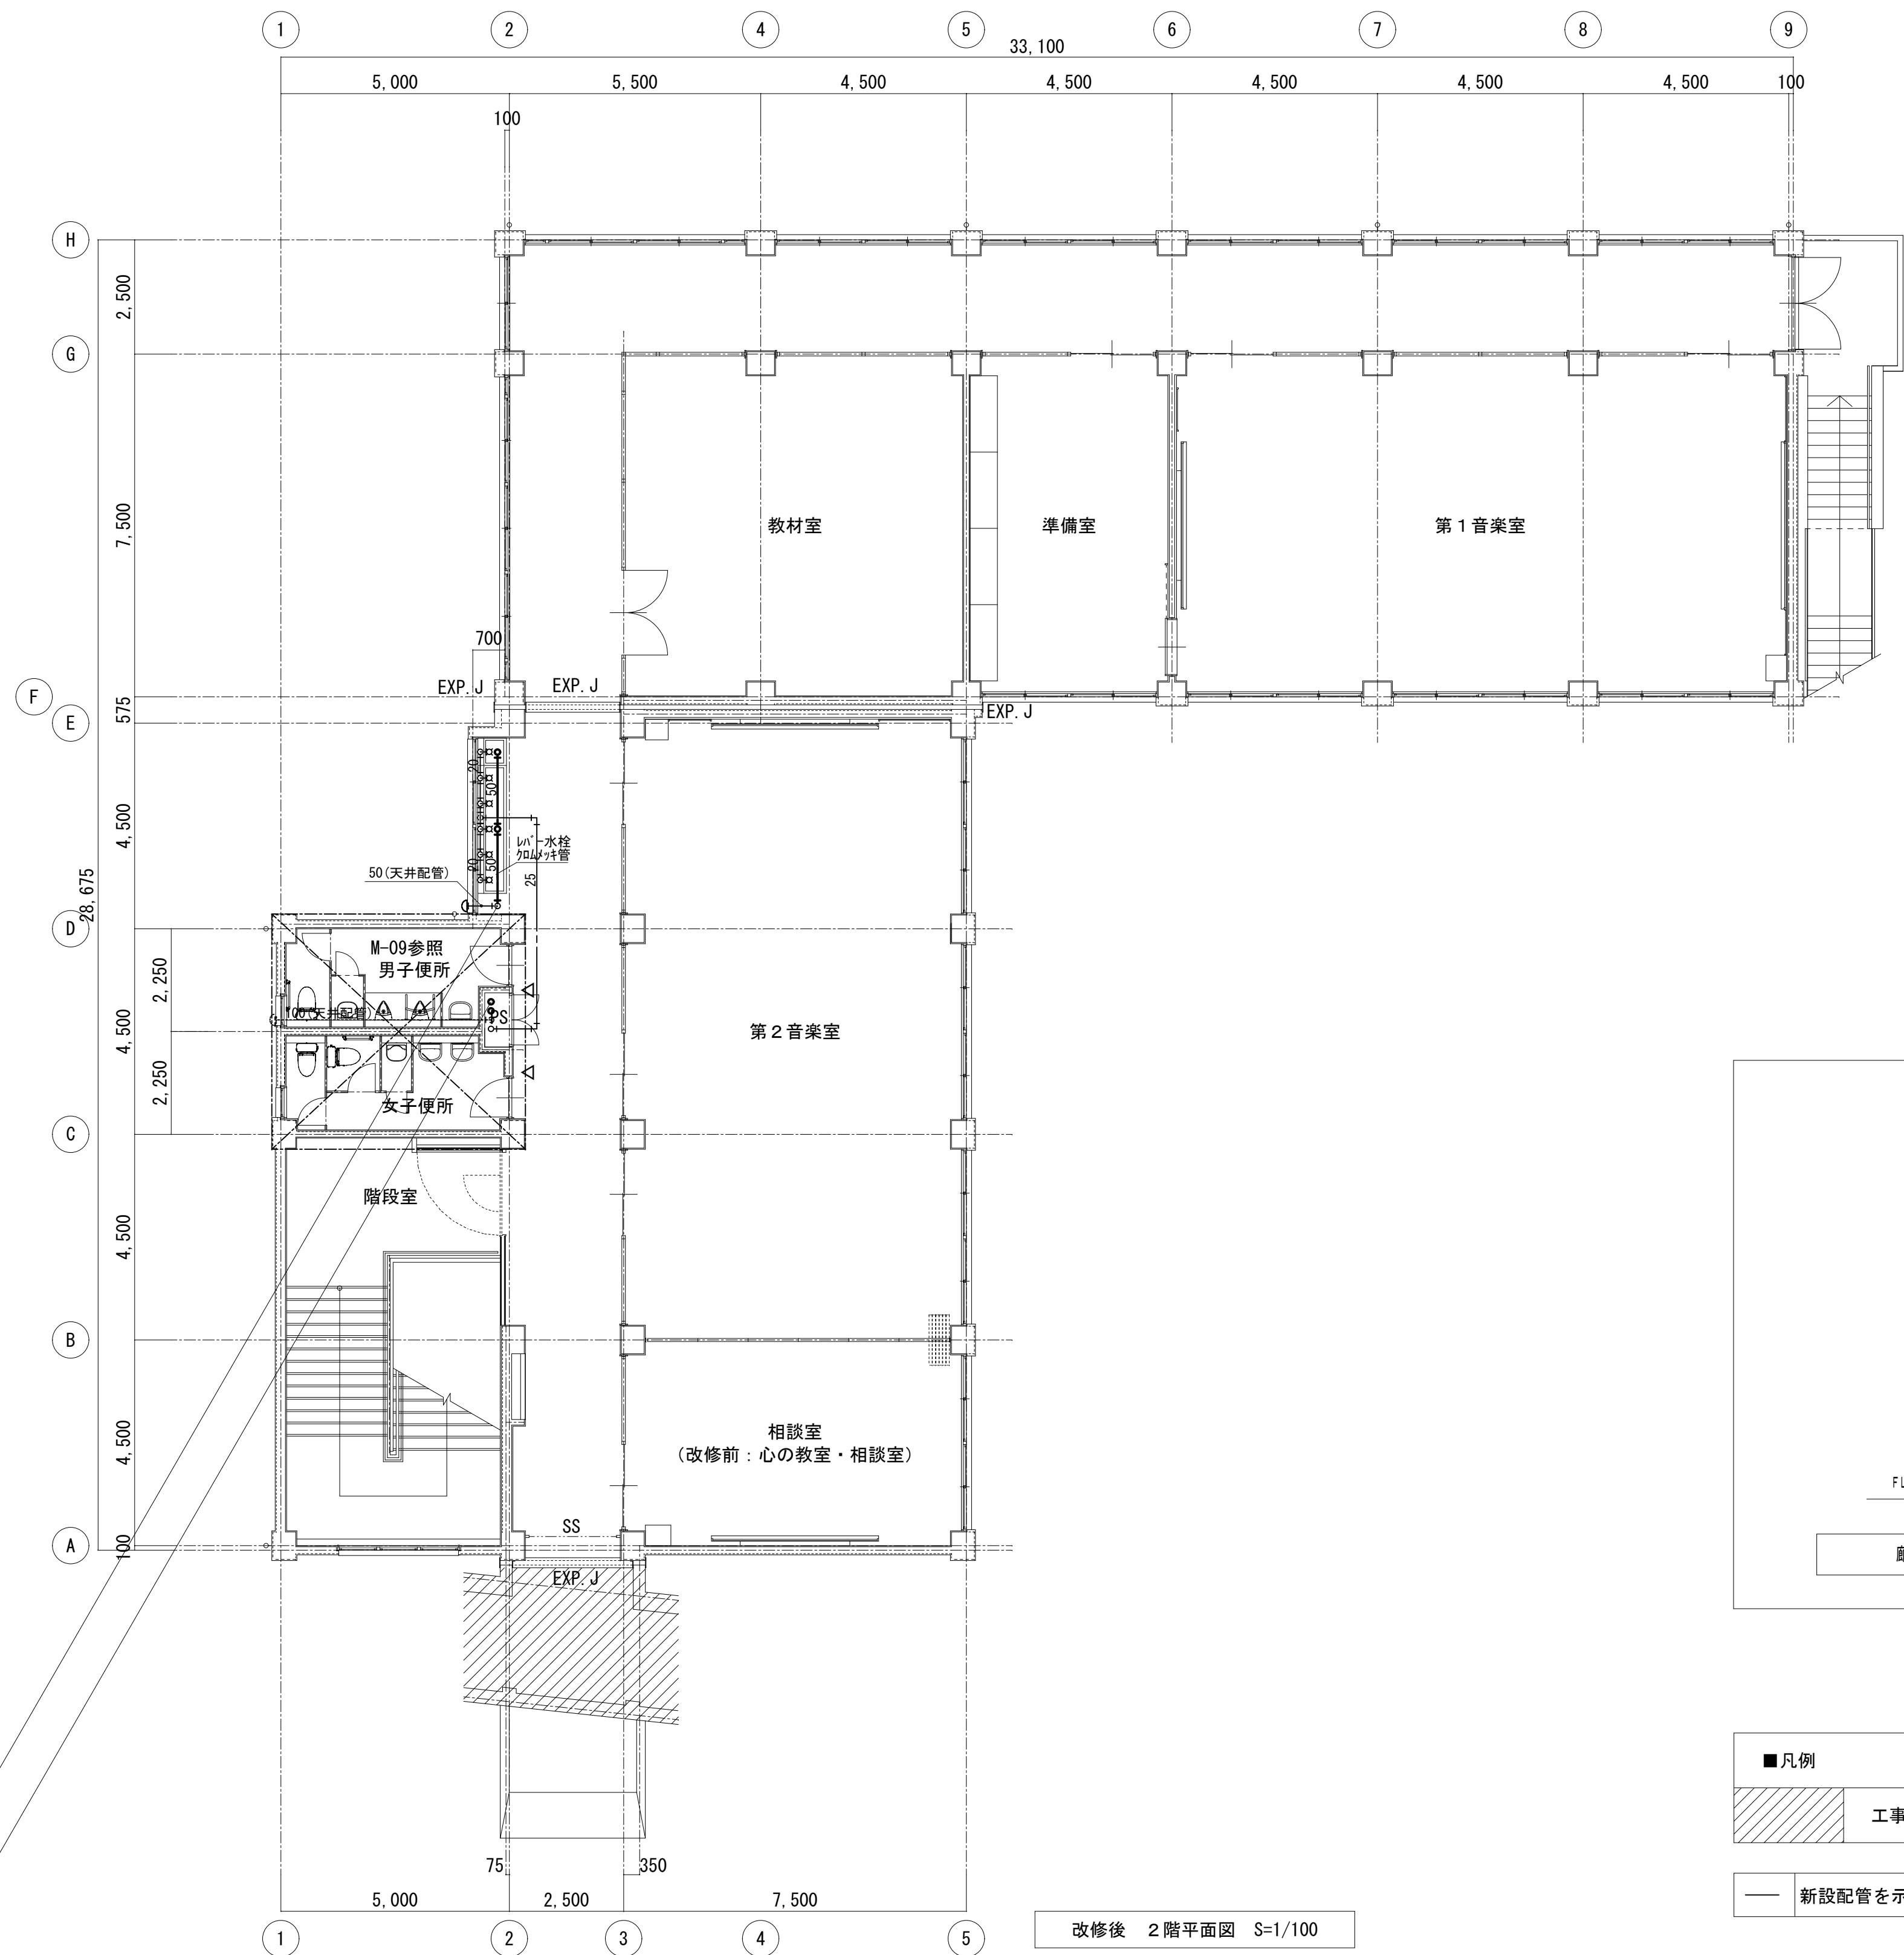 1 2 4 5 6 7 8 9
33,100
5,000 5,500 4,500 4,500 4,500 4,500 4,500 100
100
H
2,500
G
7,500
教材室 準備室 第1音楽室
700
EXP.J EXP.J
F
575
E
EXP.J
20
50
4,500
レバー水栓
クロムメッキ管
20
50
25
50(天井配管)
28,675
D
M-09参照
男子便所
2,250
100(天井配管)
PS
4,500
第2音楽室
2,250
女子便所
C
階段室
4,500
B
4,500
相談室
(改修前:心の教室・相談室)
SS
A
100
EXP.J
FL
■凡例
工事
新設配管を示
75 350
5,000 2,500 7,500
改修後 2階平面図 S=1/100
1 2 3 4 5